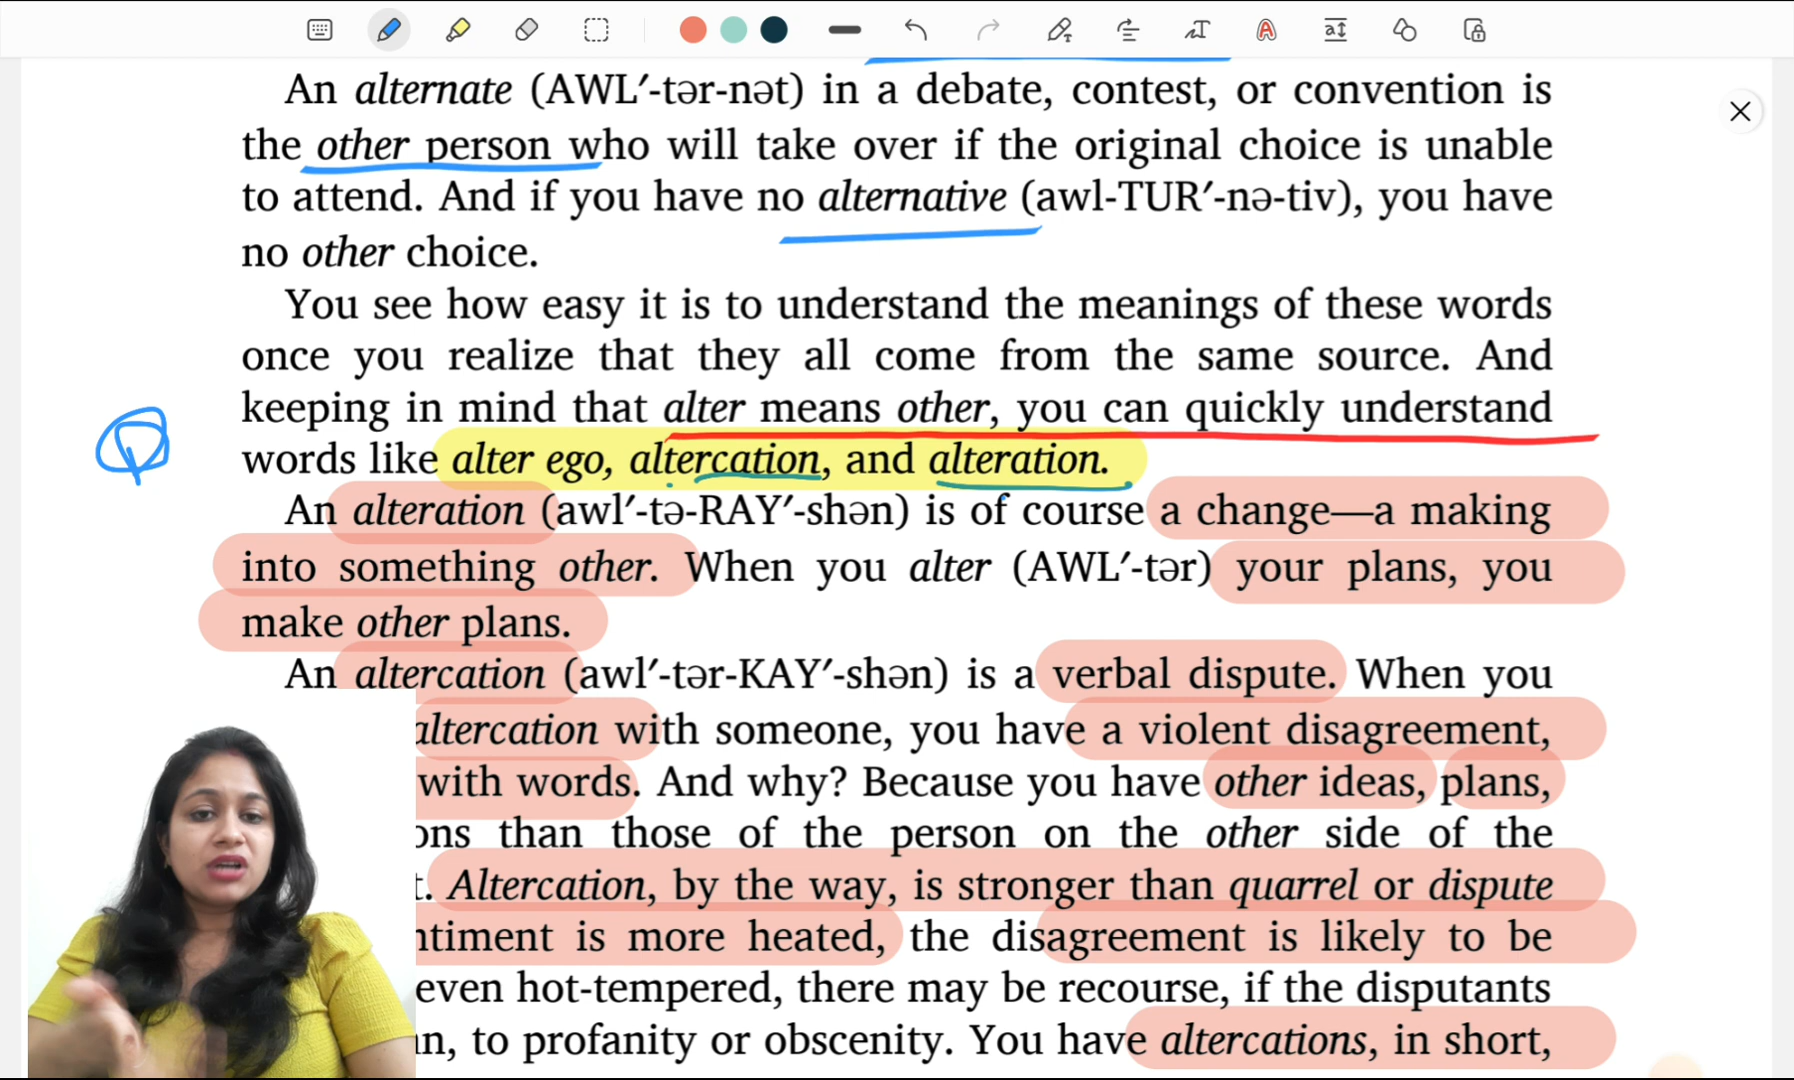 An alternate (AWL′-tər-nət) in a debate, contest, or convention is
the other person who will take over if the original choice is unable
to attend. And if you have no alternative (awl-TUR′-nə-tiv), you have
no other choice.
You see how easy it is to understand the meanings of these words
once you realize that they all come from the same source. And
keeping in mind that alter means other, you can quickly understand
words like alter ego, altercation, and alteration.
An alteration (awl′-tə-RAY′-shən) is of course a change—a making
into something other. When you alter (AWL′-tər) your plans, you
make other plans.
An altercation (awl′-tər-KAY′-shən) is a verbal dispute. When you
altercation with someone, you have a violent disagreement,
with words. And why? Because you have other ideas, plans,
ons than those of the person on the other side of the
t. Altercation, by the way, is stronger than quarrel or dispute
ntiment is more heated, the disagreement is likely to be
even hot-tempered, there may be recourse, if the disputants
an, to profanity or obscenity. You have altercations, in short,